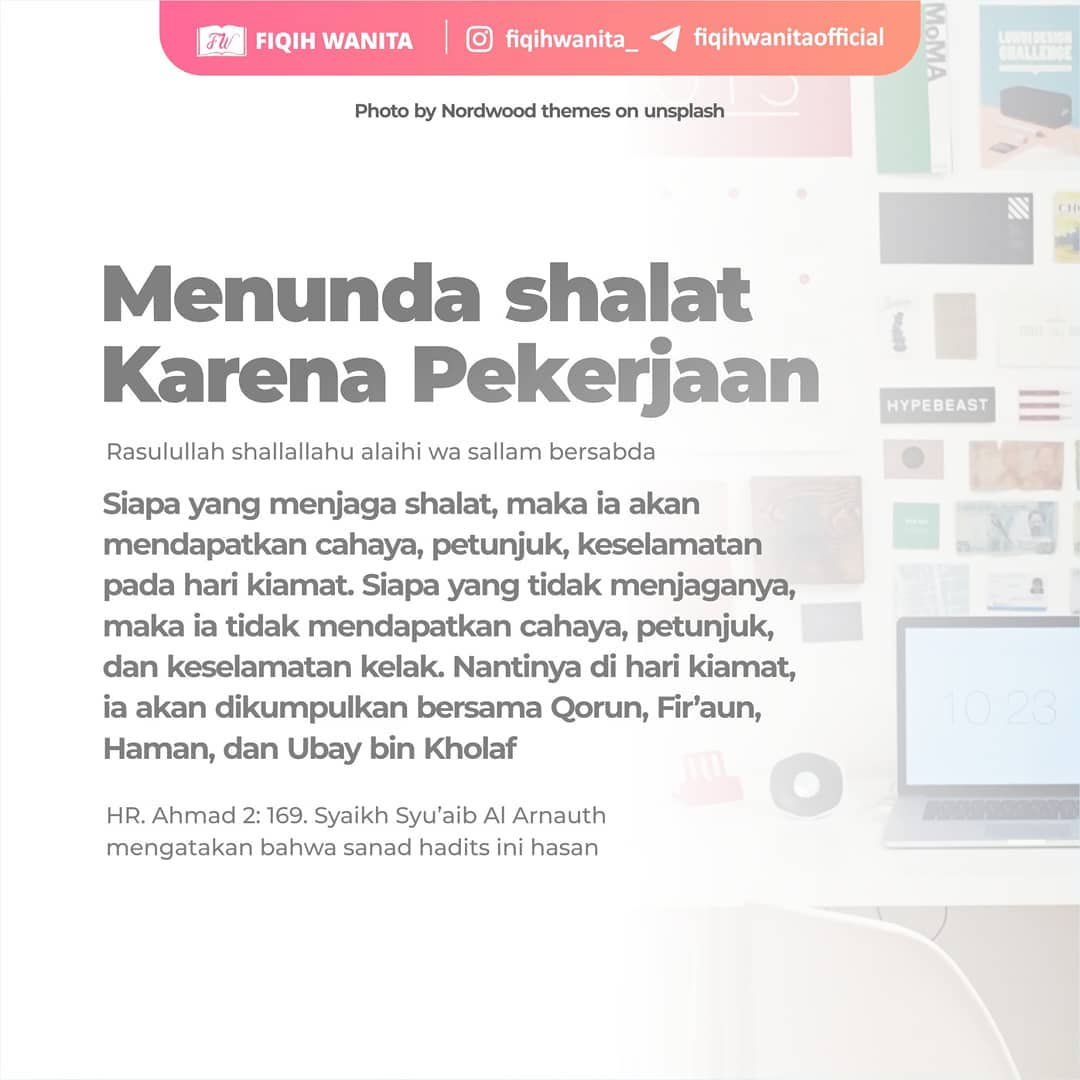 FW FIQIH WANITA | fiqihwanita_ fiqihwanitaofficial
Photo by Nordwood themes on unsplash
MoMA
CHALLENGE
Menunda shalat
Karena Pekerjaan
HYPEBEAST
Rasulullah shallallahu alaihi wa sallam bersabda
Siapa yang menjaga shalat, maka ia akan
mendapatkan cahaya, petunjuk, keselamatan
pada hari kiamat. Siapa yang tidak menjaganya,
maka ia tidak mendapatkan cahaya, petunjuk,
dan keselamatan kelak. Nantinya di hari kiamat,
ia akan dikumpulkan bersama Qorun, Fir’aun,
Haman, dan Ubay bin Kholaf
10:23
HR. Ahmad 2: 169. Syaikh Syu’aib Al Arnauth
mengatakan bahwa sanad hadits ini hasan